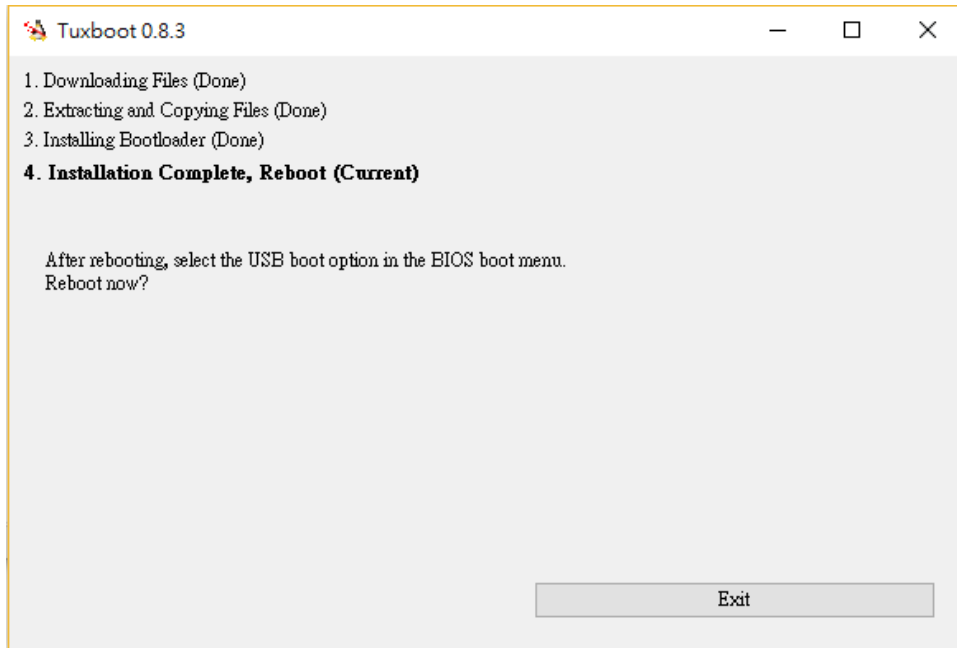 Tuxboot 0.8.3
1. Downloading Files (Done)
2. Extracting and Copying Files (Done)
3. Installing Bootloader (Done)
4. Installation Complete, Reboot (Current)
After rebooting, select the USB boot option in the BIOS boot menu.
Reboot now?
Exit